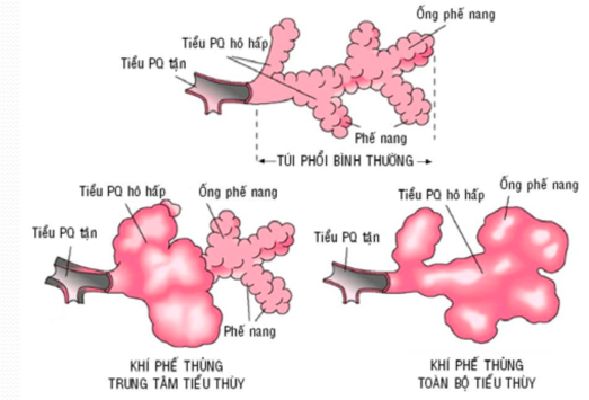 Ống phế nang
Tiểu PQ hô hấp
Tiểu PQ tận
Phế nang
TÚI PHỔI BÌNH THƯỜNG
Tiểu PQ hô hấp
Ống phế nang
Tiểu PQ tận
Phế nang
KHÍ PHẾ THỦNG
TRUNG TÂM TIỂU THÙY
Ống phế nang
Tiểu PQ hô hấp
Tiểu PQ tận
KHÍ PHẾ THŨNG
TOÀN BỘ TIỂU THÙY